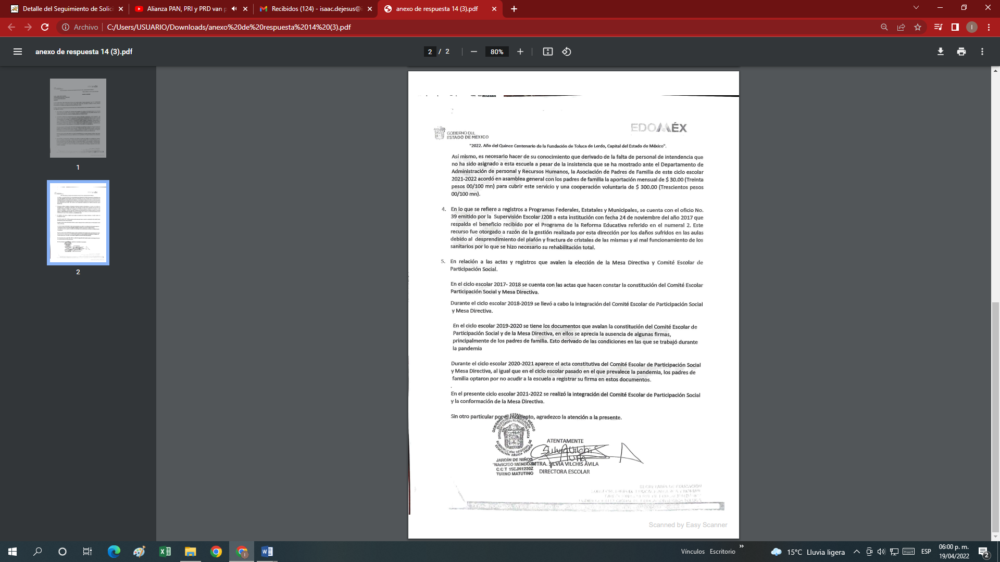 Detalle del Seguimiento de Solici
Alianza PAN, PRI y PRD van p
Recibidos (124) - isaac.dejesus@i
anexo de respuesta 14 (3).pdf
Archivo
C:/Users/USUARIO/Downloads/anexo%20de%20respuesta%2014%20(3).pdf
I
anexo de respuesta 14 (3).pdf
2 / 2
80%
1
2
GOBIERNO DEL
ESTADO DE MÉXICO
EDOMÉX
"2022. Año del Quince Centenario de la Fundación de Toluca de Lerdo, Capital del Estado de México".
Así mismo, es necesario hacer de su conocimiento que derivado de la falta de personal de intendencia que
no ha sido asignado a esta escuela a pesar de la insistencia que se ha mostrado ante el Departamento de
Administración de personal y Recursos Humanos, la Asociación de Padres de Familia de este ciclo escolar
2021-2022 acordó en asamblea general con los padres de familia la aportación mensual de $ 30.00 (Treinta
pesos 00/100 mn) para cubrir este servicio y una cooperación voluntaria de $ 300.00 (Trescientos pesos
00/100 mn).
4. En lo que se refiere a registros a Programas Federales, Estatales y Municipales, se cuenta con el oficio No.
39 emitido por la Supervisión Escolar J208 a esta institución con fecha 24 de noviembre del año 2017 que
respalda el beneficio recibido por el Programa de la Reforma Educativa referido en el numeral 2. Este
recurso fue otorgado a razón de la gestión realizada por esta dirección por los daños sufridos en las aulas
debido al desprendimiento del plafón y fractura de cristales de las mismas y al mal funcionamiento de los
sanitarios por lo que se hizo necesario su rehabilitación total.
5. En relación a las actas y registros que avalen la elección de la Mesa Directiva y Comité Escolar de
Participación Social.
En el ciclo escolar 2017- 2018 se cuenta con las actas que hacen constar la constitución del Comité Escolar
Participación Social y Mesa Directiva.
Durante el ciclo escolar 2018-2019 se llevó a cabo la integración del Comité Escolar de Participación Social
y Mesa Directiva.
En el ciclo escolar 2019-2020 se tiene los documentos que avalan la constitución del Comité Escolar de
Participación Social y de la Mesa Directiva, en ellos se aprecia la ausencia de algunas firmas,
principalmente de los padres de familia. Esto derivado de las condiciones en las que se trabajó durante
la pandemia
Durante el ciclo escolar 2020-2021 aparece el acta constitutiva del Comité Escolar de Participación Social
y Mesa Directiva, al igual que en el ciclo escolar pasado en el que prevalece la pandemia, los padres de
familia optaron por no acudir a la escuela a registrar su firma en estos documentos.
.
En el presente ciclo escolar 2021-2022 se realizó la integración del Comité Escolar de Participación Social
y la conformación de la Mesa Directiva.
Sin otro particular por el momento, agradezco la atención a la presente.
GOBIERNO DEL ESTADO DE MÉXICO
SUBDIRECCIÓN REGIONAL DE
EDUCACIÓN BÁSICA TOLUCA
JARDÍN DE NIÑOS
"NARCISO MENDOZA"
C.C.T 15EJN1220Z
TURNO MATUTINO
ATENTAMENTE
Silvia Vilchis
MTRA. SILVIA VILCHIS ÁVILA
DIRECTORA ESCOLAR
SECRETARÍA DE EDUCACIÓN
Scanned by Easy Scanner
Vínculos Escritorio »
15°C Lluvia ligera
ESP
06:00 p. m.
19/04/2022
2